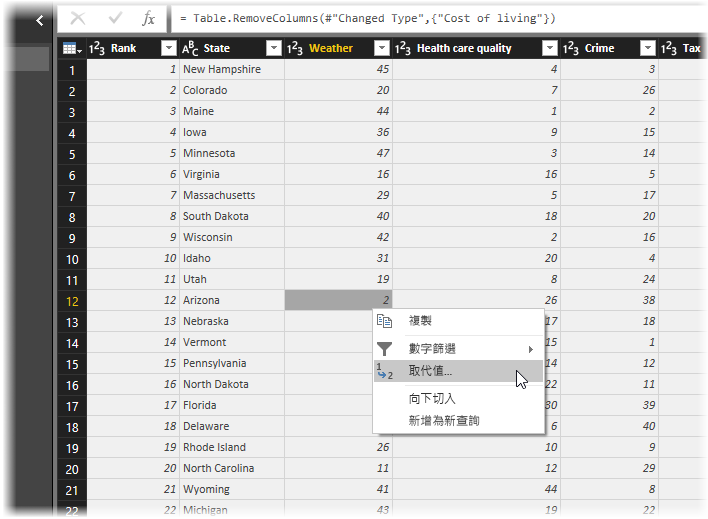 fx = Table.RemoveColumns(#"Changed Type",{"Cost of living"})
1²3 Rank ABC State 1²3 Weather 1²3 Health care quality 1²3 Crime 1²3 Tax
1 1 New Hampshire 45 4 3
2 2 Colorado 20 7 26
3 3 Maine 44 1 2
4 4 Iowa 36 9 15
5 5 Minnesota 47 3 14
6 6 Virginia 16 16 5
7 7 Massachusetts 29 5 17
8 8 South Dakota 40 18 20
9 9 Wisconsin 42 2 16
10 10 Idaho 31 20 4
11 11 Utah 19 8 24
12 12 Arizona 2 26 38
13 13 Nebraska 17 18
14 14 Vermont 15 1
15 15 Pennsylvania 14 12
16 16 North Dakota 22 11
17 17 Florida 30 39
18 18 Delaware 6 40
19 19 Rhode Island 26 10 9
20 20 North Carolina 11 12 29
21 21 Wyoming 41 44 8
22 22 Michigan 43 19 22
複製
數字篩選
1 2 取代值...
向下切入
新增為新查詢